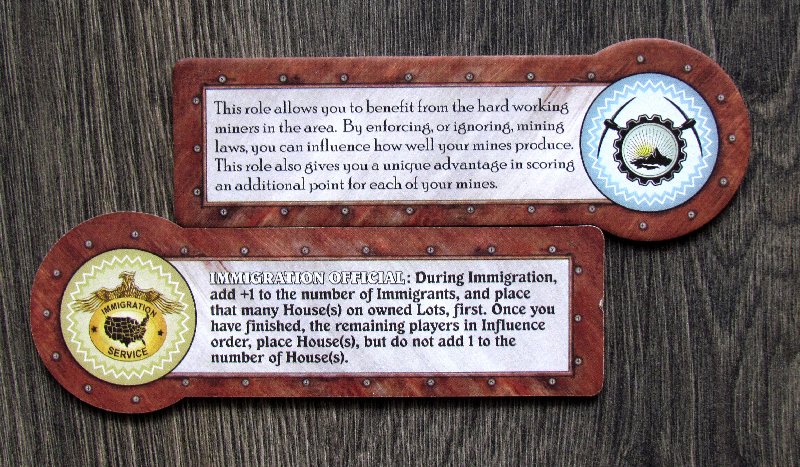 This role allows you to benefit from the hard working
miners in the area. By enforcing, or ignoring, mining
laws, you can influence how well your mines produce.
This role also gives you a unique advantage in scoring
an additional point for each of your mines.
IMMIGRATION
SERVICE
IMMIGRATION OFFICIAL: During Immigration,
add +1 to the number of Immigrants, and place
that many House(s) on owned Lots, first. Once you
have finished, the remaining players in Influence
order, place House(s), but do not add 1 to the
number of House(s).